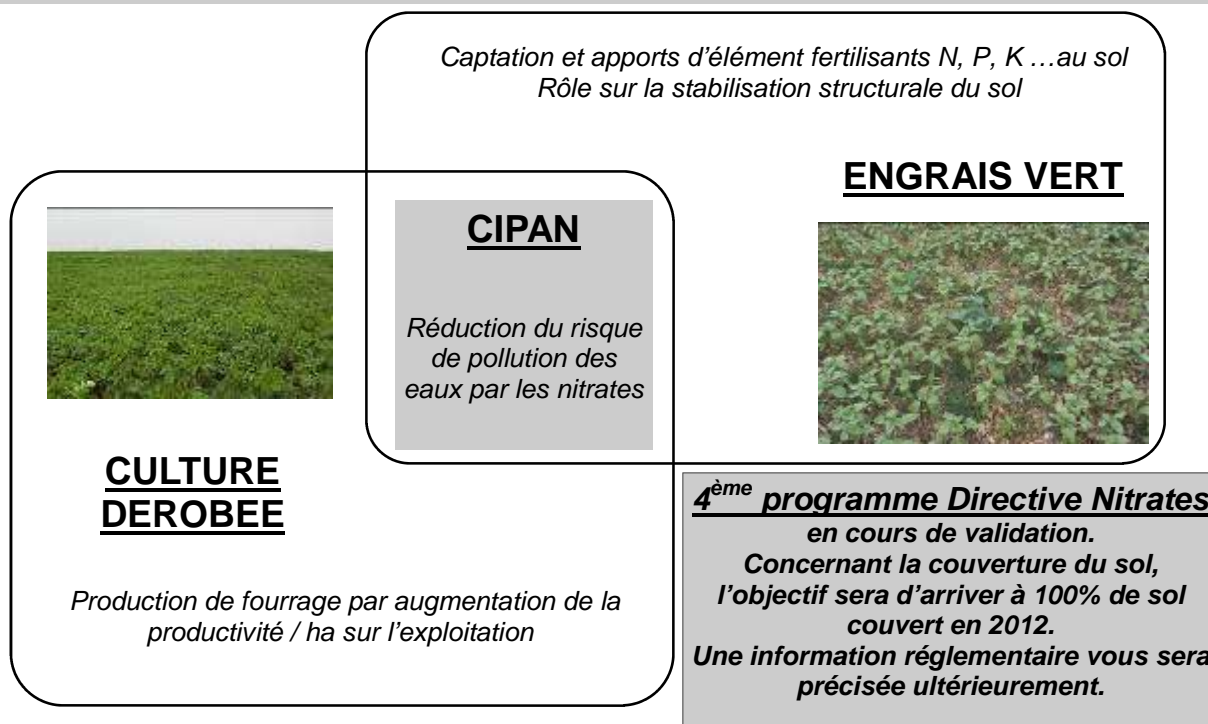 Captation et apports d’élément fertilisants N, P, K …au sol
Rôle sur la stabilisation structurale du sol
ENGRAIS VERT
CIPAN
Réduction du risque
de pollution des
eaux par les nitrates
CULTURE
DEROBEE
Production de fourrage par augmentation de la
productivité / ha sur l’exploitation
4ème programme Directive Nitrates
en cours de validation.
Concernant la couverture du sol,
l’objectif sera d’arriver à 100% de sol
couvert en 2012.
Une information réglementaire vous sera
précisée ultérieurement.